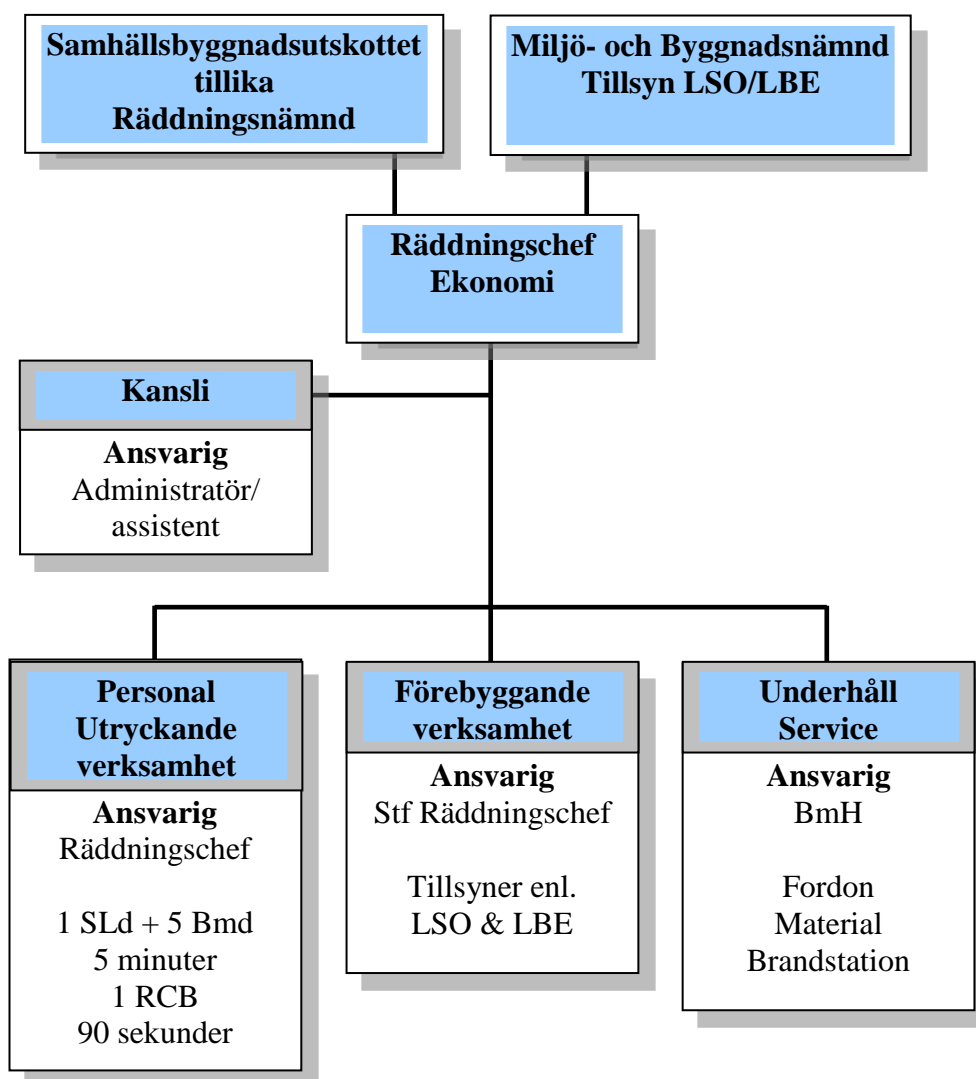 Samhällsbyggnadsutskottet
tillika
Räddningsnämnd
Miljö- och Byggnadsnämnd
Tillsyn LSO/LBE
Räddningschef
Ekonomi
Kansli
Ansvarig
Administratör/
assistent
Personal
Utryckande
verksamhet
Ansvarig
Räddningschef
1 SLd + 5 Bmd
5 minuter
1 RCB
90 sekunder
Förebyggande
verksamhet
Ansvarig
Stf Räddningschef
Tillsyner enl.
LSO & LBE
Underhåll
Service
Ansvarig
BmH
Fordon
Material
Brandstation